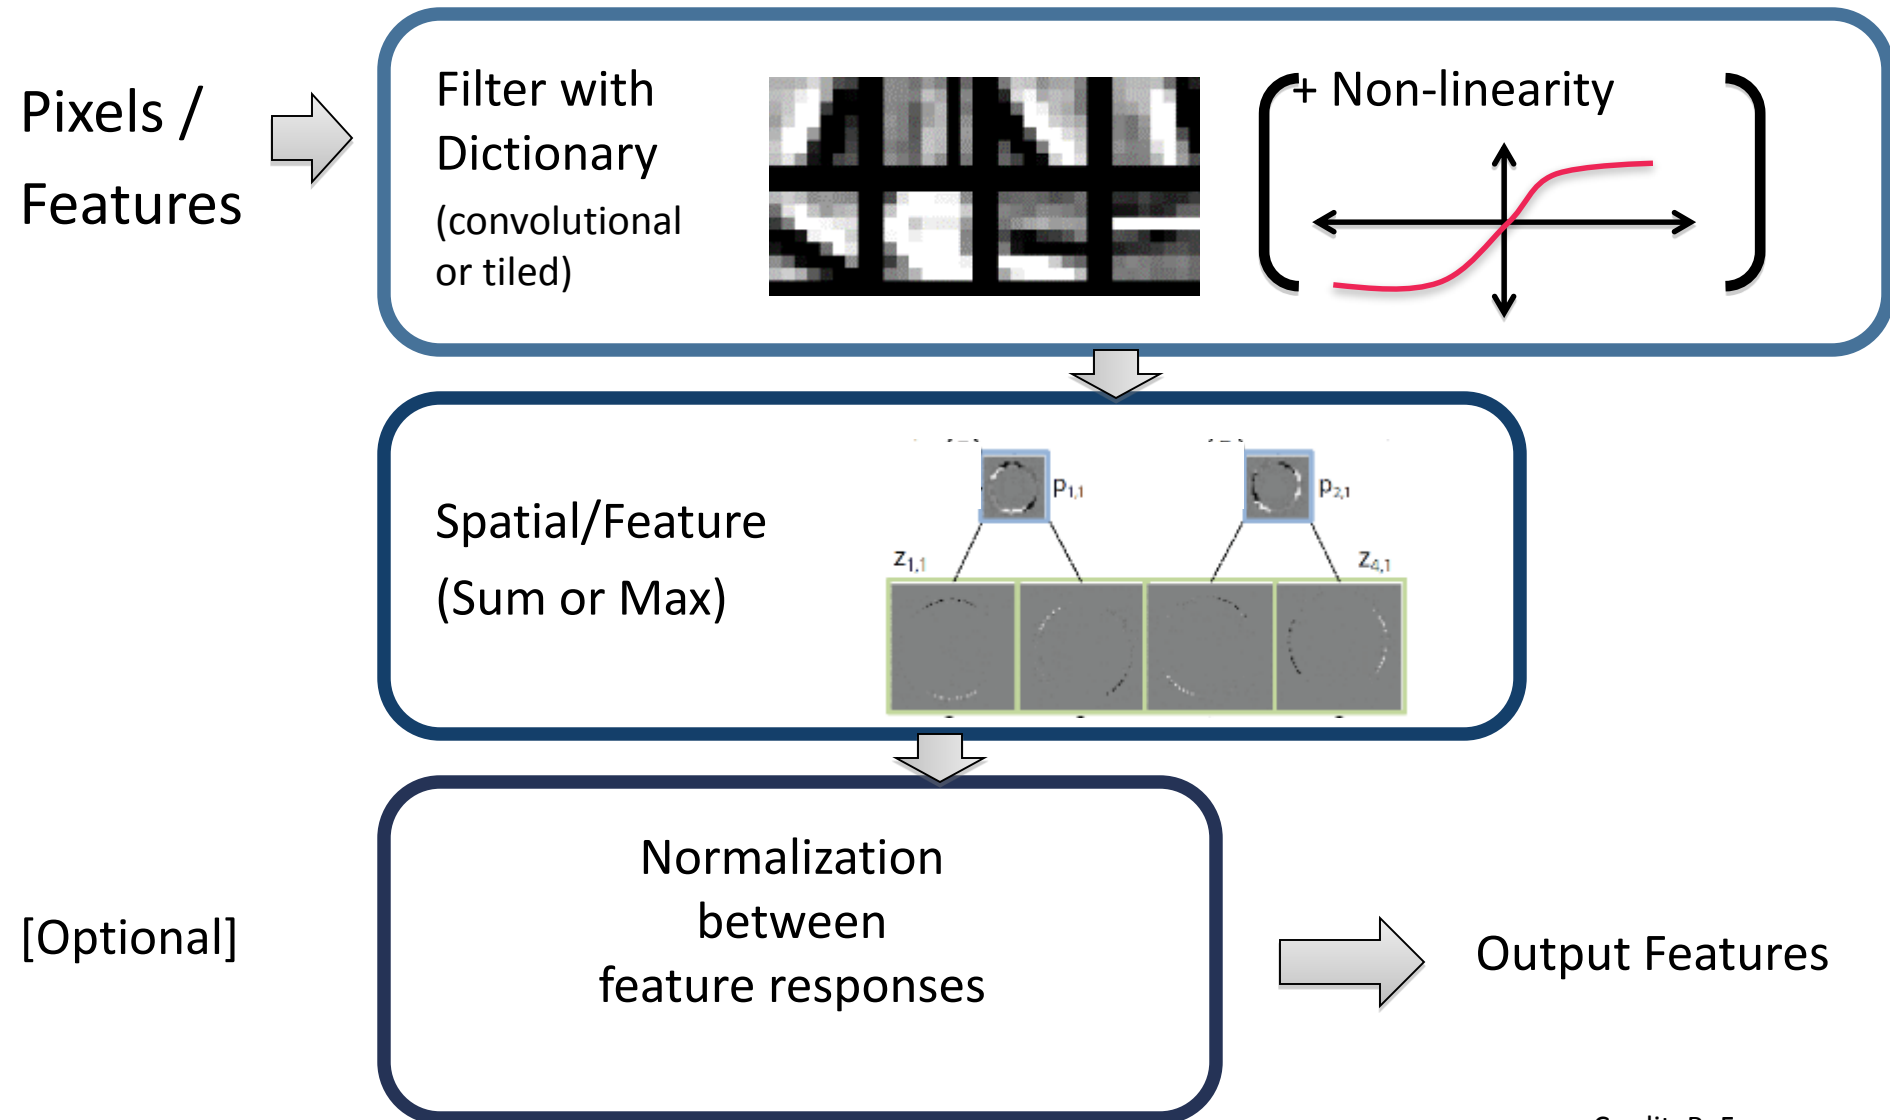 Pixels /
Features
Filter with
Dictionary
(convolutional
or tiled)
+ Non-linearity
Spatial/Feature
(Sum or Max)
p1,1
p2,1
z1,1
z4,1
[Optional]
Normalization
between
feature responses
Output Features